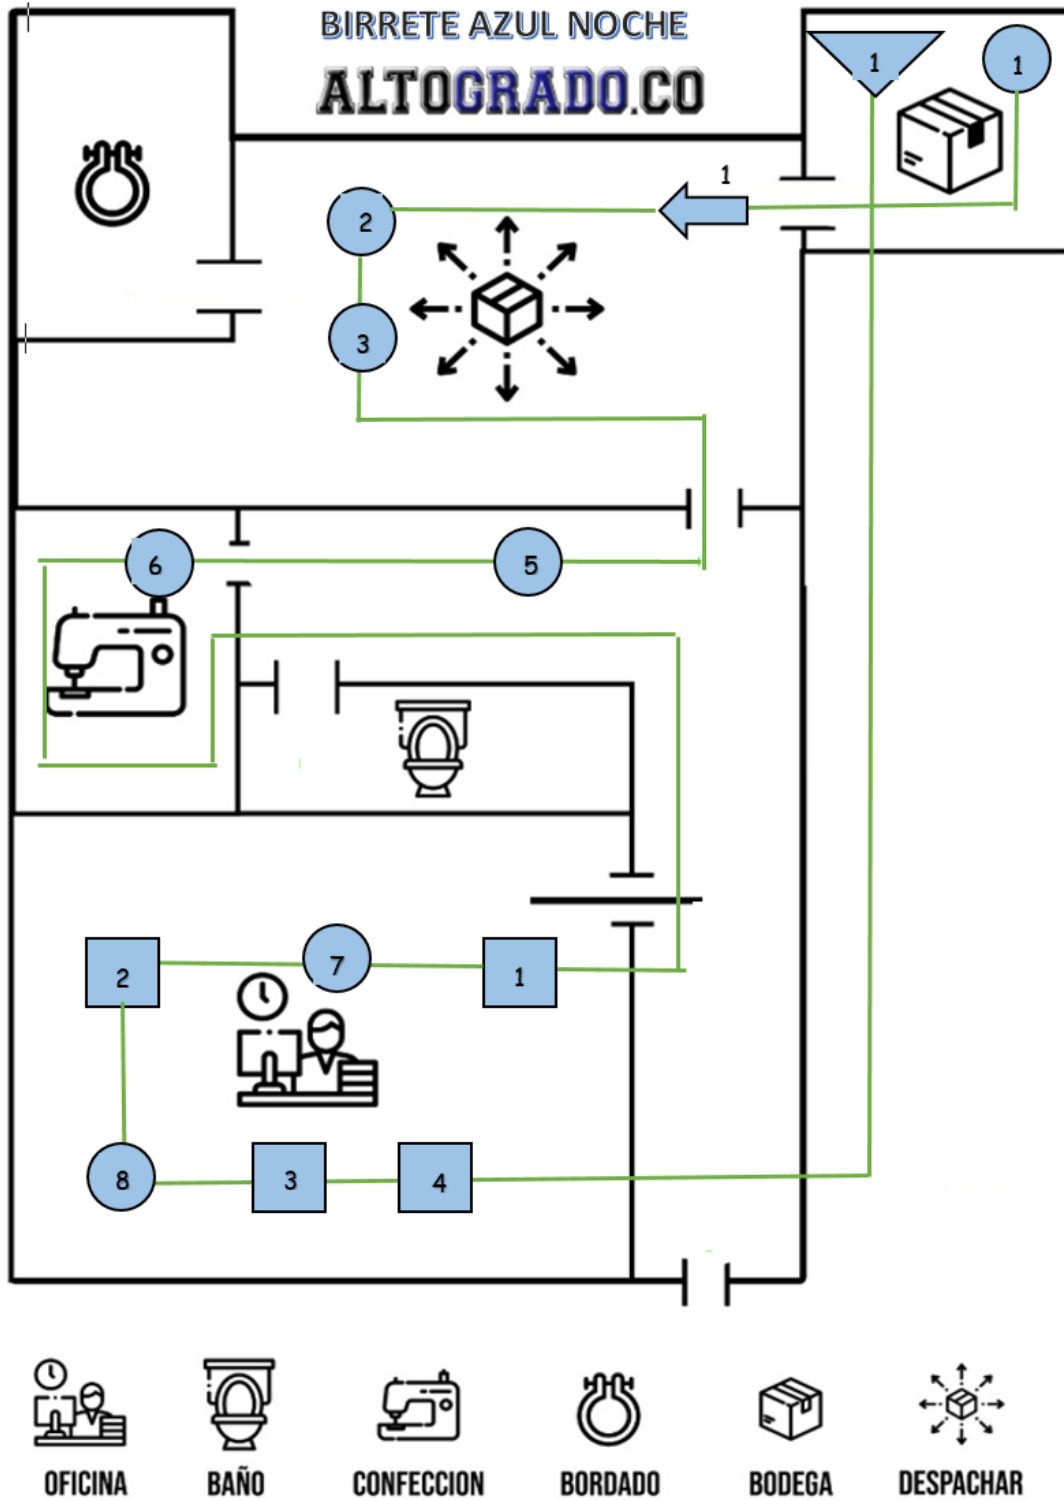 BIRRETE AZUL NOCHE
ALTOGRADO.CO
1
1
1
2
3
6
5
2
7
1
8
3
4
OFICINA
BAÑO
CONFECCION
BORDADO
BODEGA
DESPACHAR